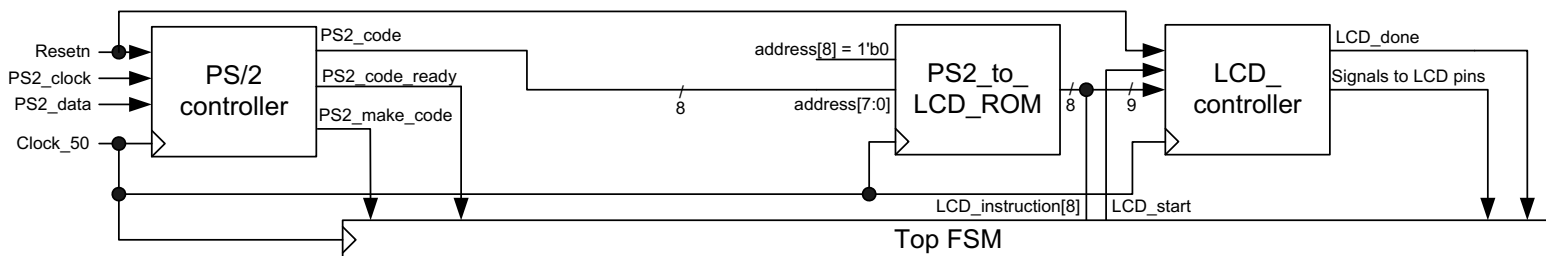 Resetn
PS2_clock
PS2_data
Clock_50
PS/2
controller
PS2_code
PS2_code_ready
PS2_make_code
8
address[8] = 1'b0
address[7:0]
PS2_to_
LCD_ROM
8
9
LCD_
controller
LCD_done
Signals to LCD pins
LCD_instruction[8]
LCD_start
Top FSM